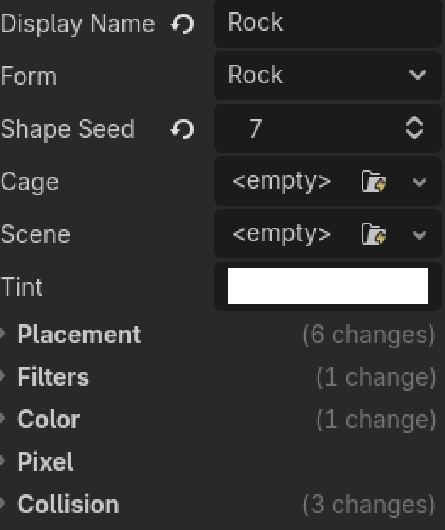 Display Name Rock
Form Rock
Shape Seed 7
Cage <empty>
Scene <empty>
Tint
Placement (6 changes)
Filters (1 change)
Color (1 change)
Pixel
Collision (3 changes)